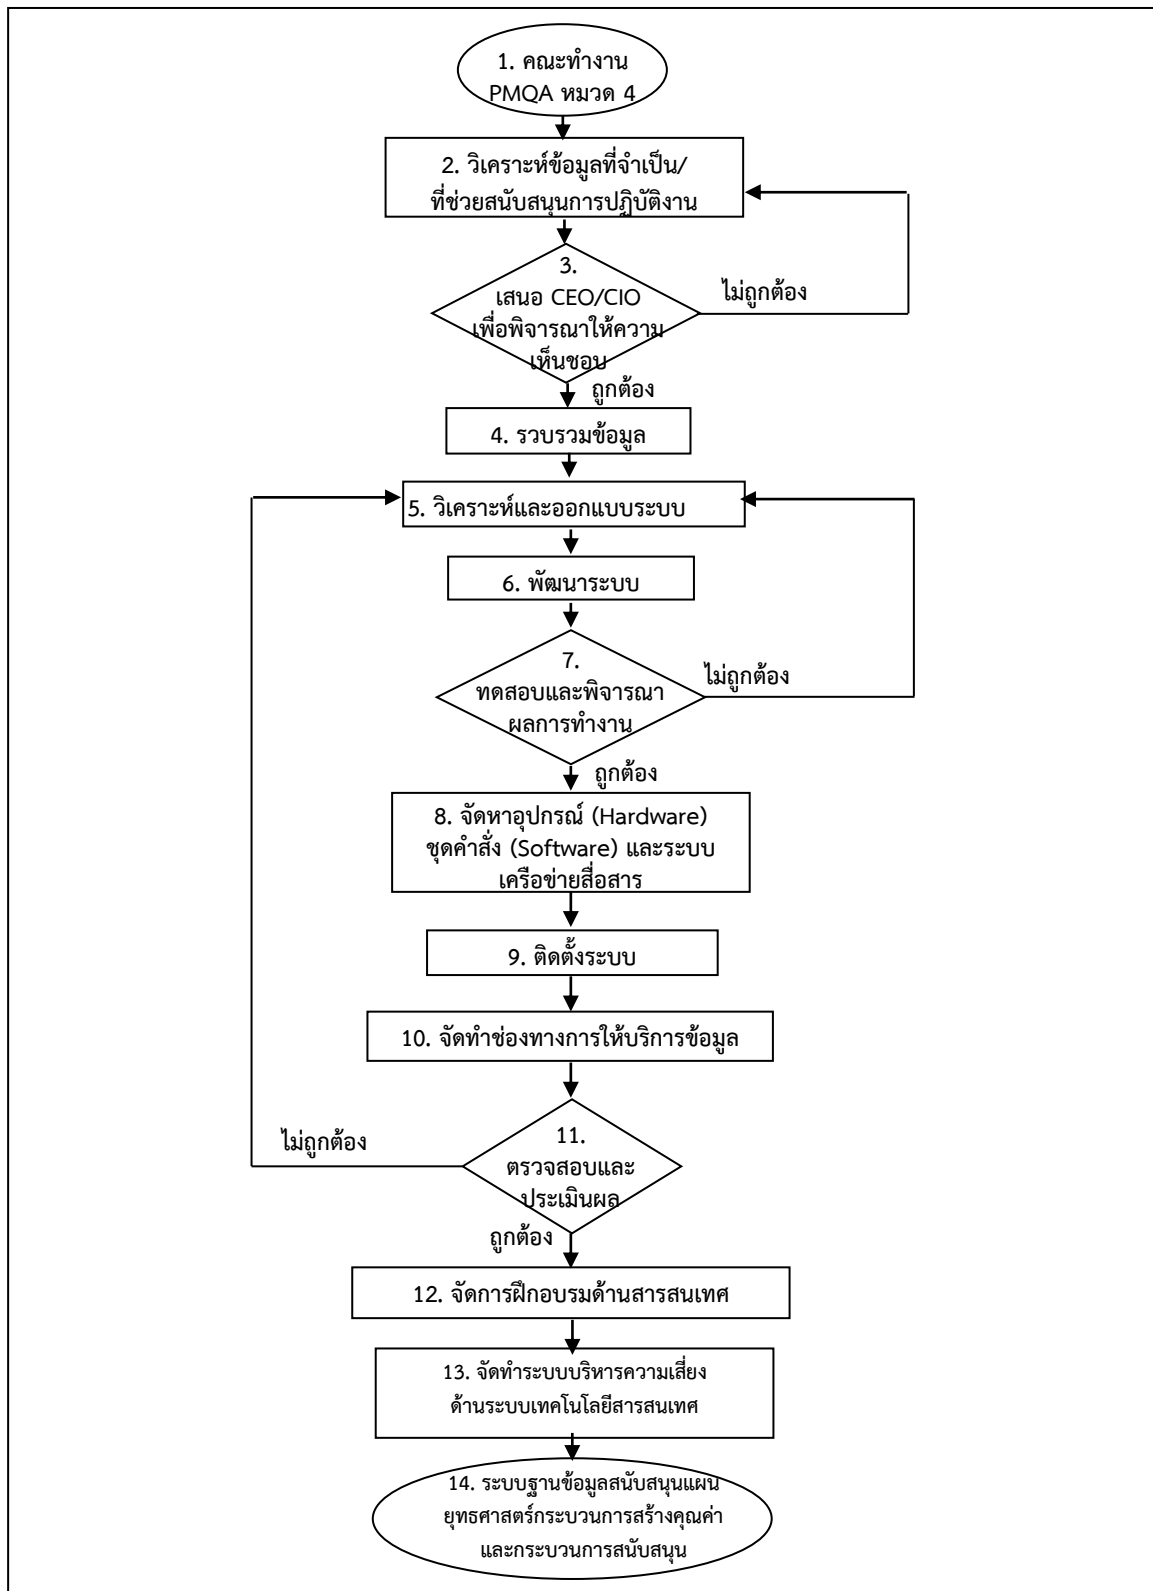 1. คณะทำงาน
PMQA หมวด 4
2. วิเคราะห์ข้อมูลที่จำเป็น/
ที่ช่วยสนับสนุนการปฏิบัติงาน
3.
เสนอ CEO/CIO
เพื่อพิจารณาให้ความ
เห็นชอบ
ไม่ถูกต้อง
ถูกต้อง
4. รวบรวมข้อมูล
5. วิเคราะห์และออกแบบระบบ
6. พัฒนาระบบ
7.
ทดสอบและพิจารณา
ผลการทำงาน
ไม่ถูกต้อง
ถูกต้อง
8. จัดหาอุปกรณ์ (Hardware)
ชุดคำสั่ง (Software) และระบบ
เครือข่ายสื่อสาร
9. ติดตั้งระบบ
10. จัดทำช่องทางการให้บริการข้อมูล
11.
ตรวจสอบและ
ประเมินผล
ไม่ถูกต้อง
ถูกต้อง
12. จัดการฝึกอบรมด้านสารสนเทศ
13. จัดทำระบบบริหารความเสี่ยง
ด้านระบบเทคโนโลยีสารสนเทศ
14. ระบบฐานข้อมูลสนับสนุนแผน
ยุทธศาสตร์กระบวนการสร้างคุณค่า
และกระบวนการสนับสนุน